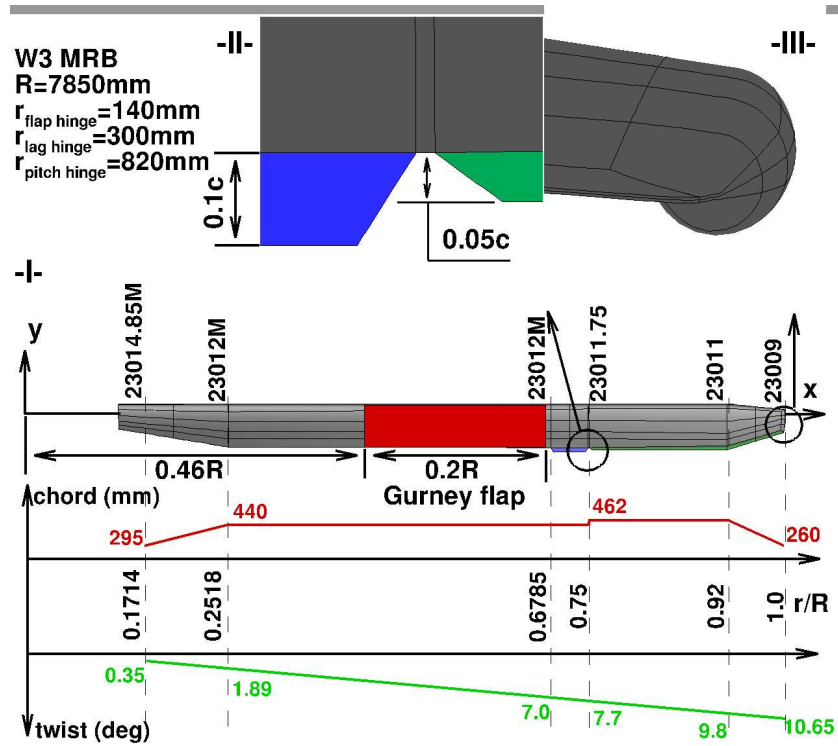 -II-
-III-
W3 MRB
R=7850mm
r flap hinge=140mm
r lag hinge=300mm
r pitch hinge=820mm
0.1c
0.05c
-I-
y
23014.85M
23012M
23012M
23011.75
23011
23009
x
0.46R
0.2R
Gurney flap
chord (mm)
295
440
462
260
0.1714
0.2518
0.6785
0.75
0.92
1.0
r/R
0.35
1.89
7.0
7.7
9.8
10.65
twist (deg)